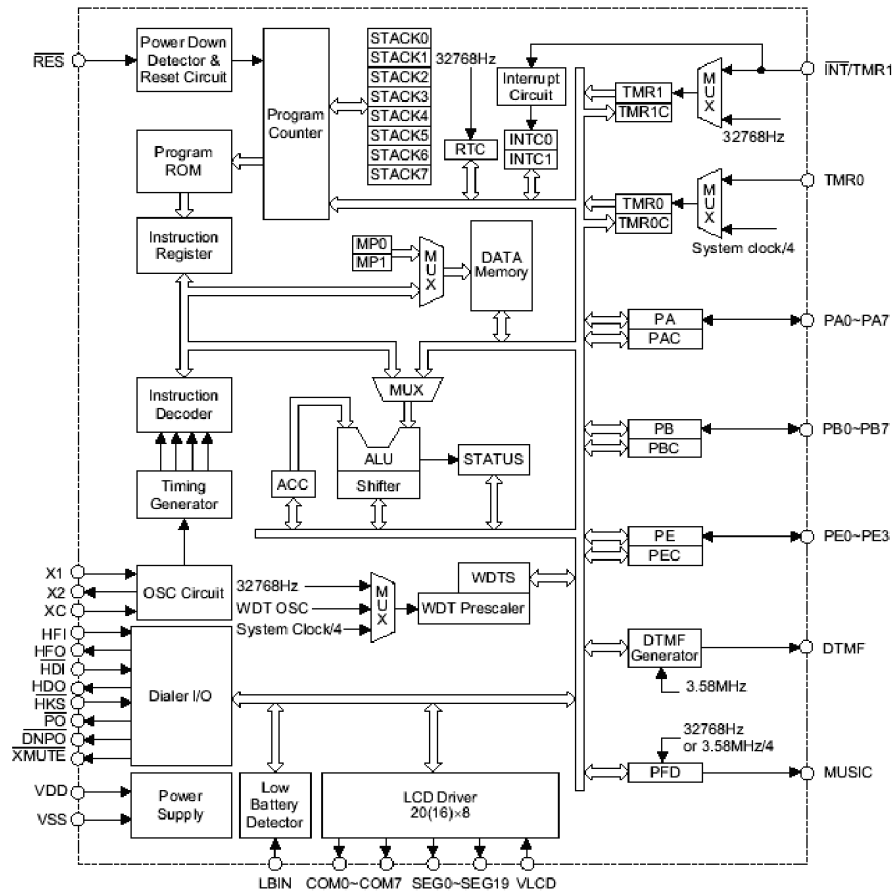 RES
Power Down
Detector &
Reset Circuit
Program
Counter
STACK0
STACK1
STACK2
STACK3
STACK4
STACK5
STACK6
STACK7
32768Hz
RTC
Interrupt
Circuit
INTC0
INTC1
TMR1
TMR1C
MUX
INT/TMR1
32768Hz
Program
ROM
TMR0
TMR0C
MUX
TMR0
System clock/4
Instruction
Register
MP0
MP1
MUX
DATA
Memory
PA
PAC
PA0~PA7
MUX
Instruction
Decoder
ALU
Shifter
STATUS
ACC
PB
PBC
PB0~PB7
Timing
Generator
PE
PEC
PE0~PE3
X1
X2
XC
OSC Circuit
32768Hz
WDT OSC
System Clock/4
MUX
WDTS
WDT Prescaler
HFI
HFO
HDI
HDO
HKS
PO
DNPO
XMUTE
Dialer I/O
DTMF
Generator
DTMF
3.58MHz
32768Hz
or 3.58MHz/4
PFD
MUSIC
VDD
VSS
Power
Supply
Low
Battery
Detector
LCD Driver
20(16)×8
LBIN
COM0~COM7
SEG0~SEG19
VLCD